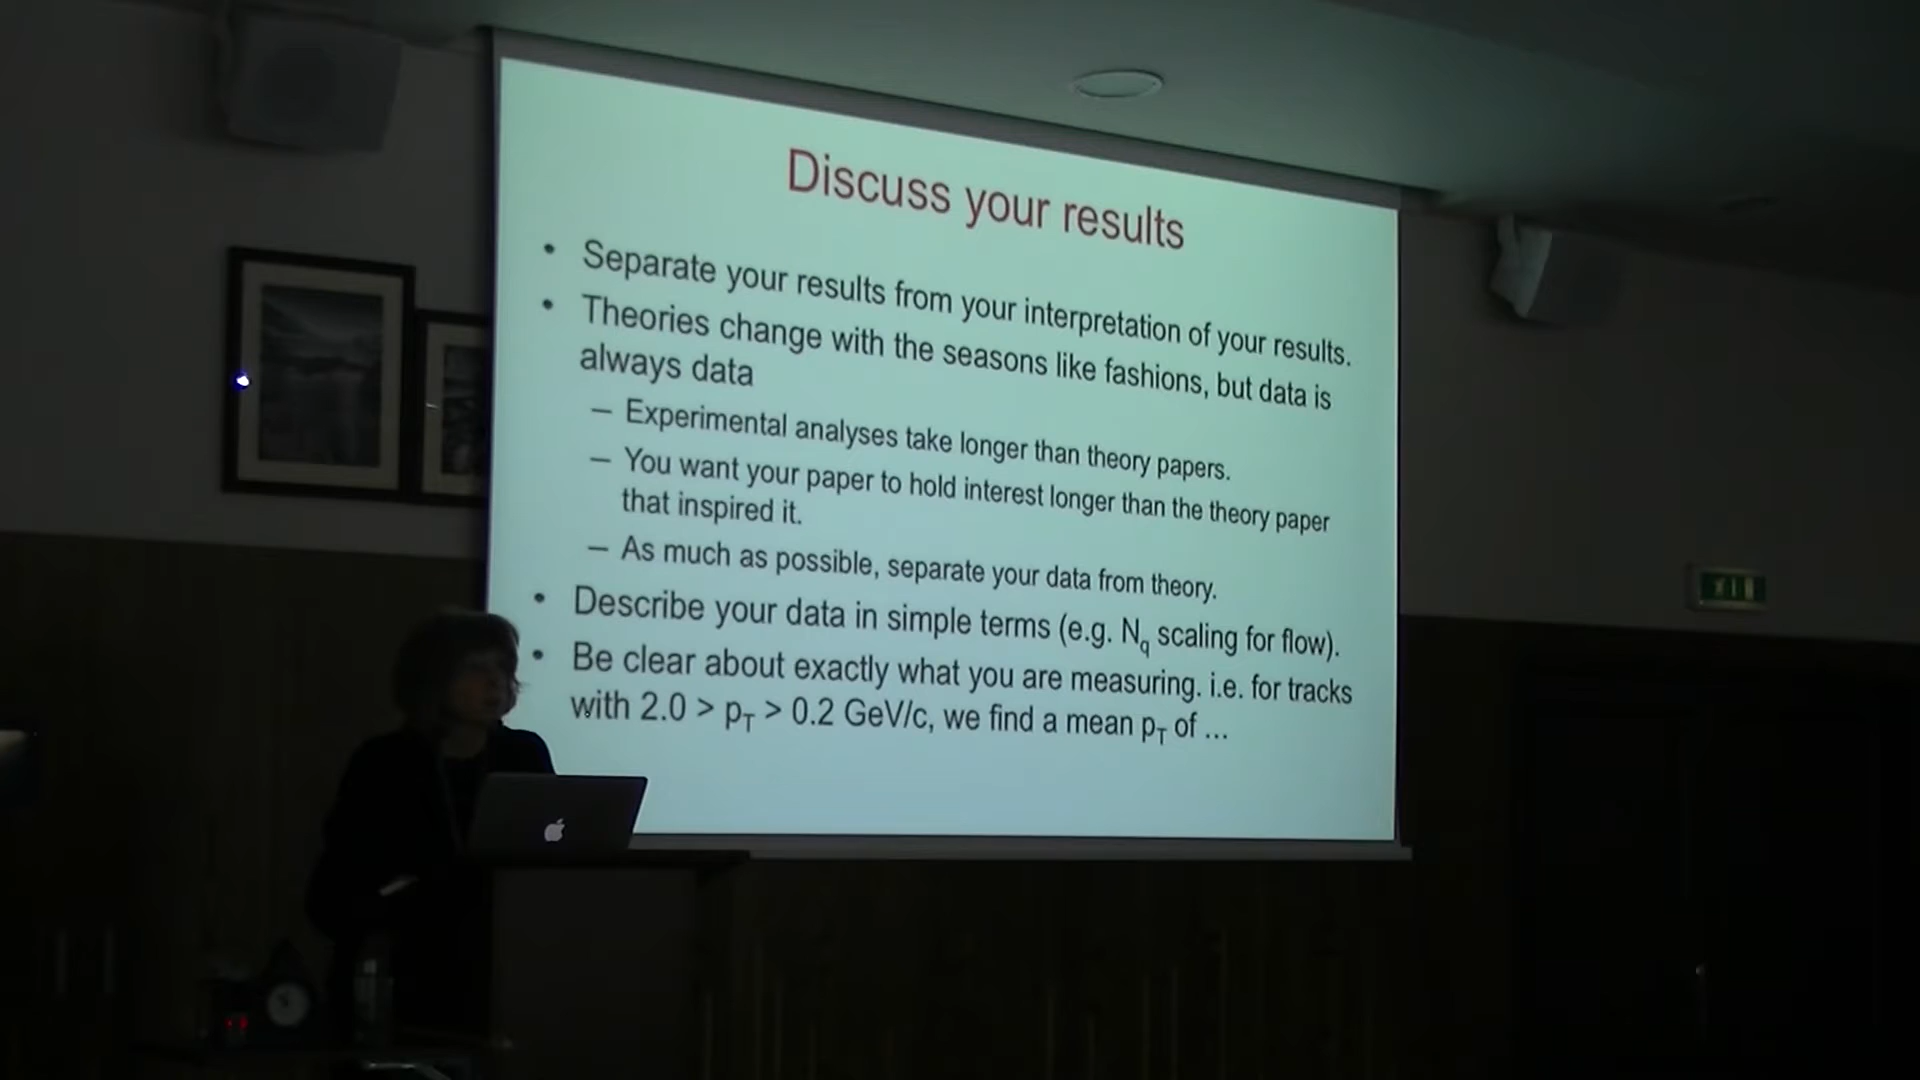 Discuss your results
• Separate your results from your interpretation of your results.
• Theories change with the seasons like fashions, but data is
always data
– Experimental analyses take longer than theory papers.
– You want your paper to hold interest longer than the theory paper
that inspired it.
– As much as possible, separate your data from theory.
• Describe your data in simple terms (e.g. Nq scaling for flow).
• Be clear about exactly what you are measuring. i.e. for tracks
with 2.0 > pT > 0.2 GeV/c, we find a mean pT of ...